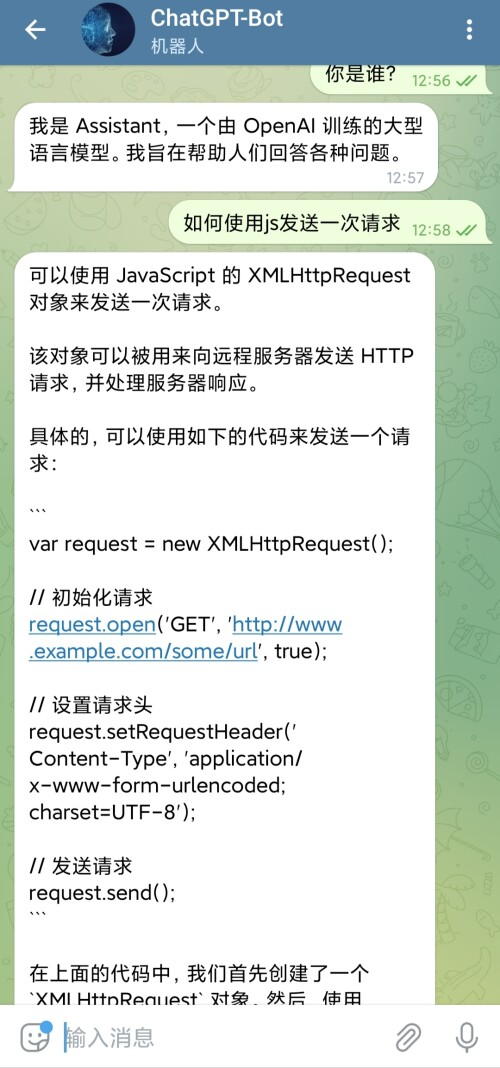 ChatGPT-Bot
机器人
你是谁? 12:56
我是 Assistant，一个由 OpenAI 训练的大型
语言模型。我旨在帮助人们回答各种问题。
12:57
如何使用js发送一次请求 12:58
可以使用 JavaScript 的 XMLHttpRequest
对象来发送一次请求。
该对象可以被用来向远程服务器发送 HTTP
请求，并处理服务器响应。
具体的，可以使用如下的代码来发送一个请
求：
```
var request = new XMLHttpRequest();
// 初始化请求
request.open('GET', 'http://www
.example.com/some/url', true);
// 设置请求头
request.setRequestHeader('
Content-Type', 'application/
x-www-form-urlencoded;
charset=UTF-8');
// 发送请求
request.send();
```
在上面的代码中，我们首先创建了一个
`XMLHttpRequest` 对象。然后，使用
输入消息